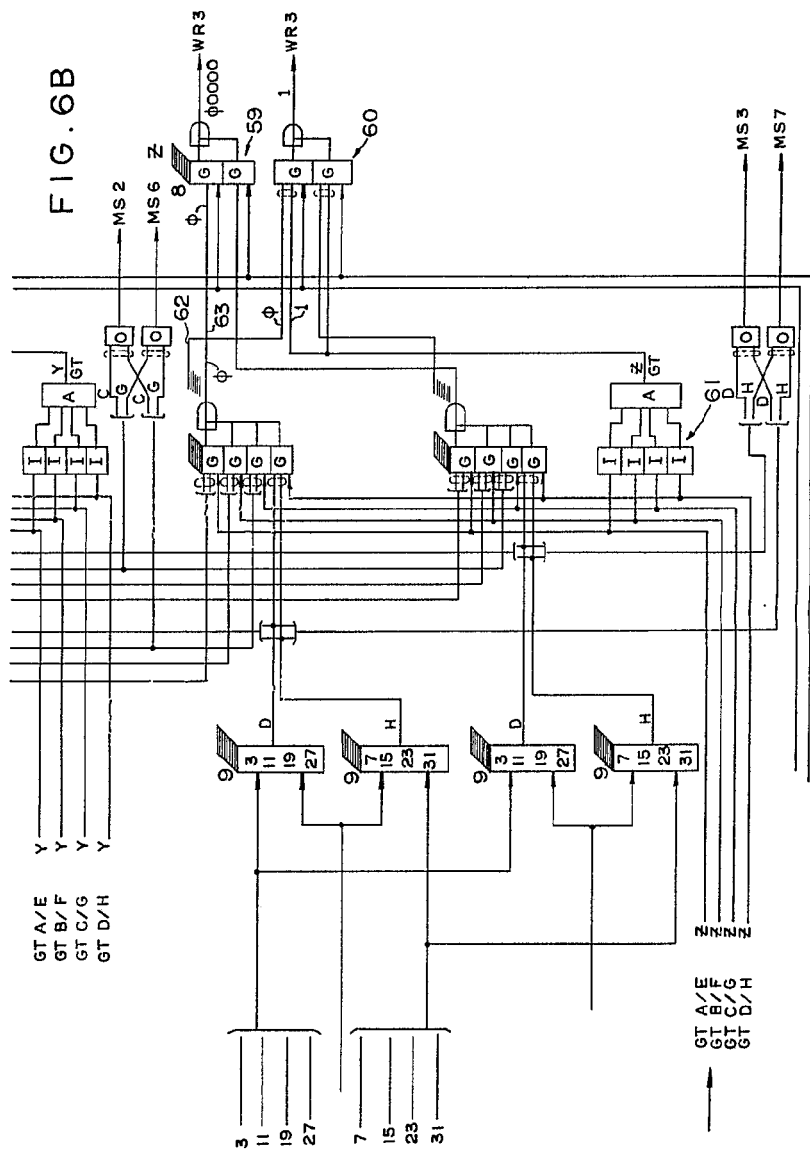 FIG. 6B
WR3
ϕ0000
Z
8
G
G
59
ϕ
WR3
1
G
G
60
ϕ
1
62
63
ϕ
MS2
MS6
O
O
C
G
C
G
Y
GT
A
I
I
I
I
G
G
G
G
G
G
G
G
Z
GT
A
I
I
I
I
61
MS3
MS7
O
O
D
H
D
H
GT A/E Y
GT B/F Y
GT C/G Y
GT D/H Y
9
3
11
19
27
D
9
7
15
23
31
H
9
3
11
19
27
D
9
7
15
23
31
H
3
11
19
27
7
15
23
31
GT A/E Z
GT B/F Z
GT C/G Z
GT D/H Z